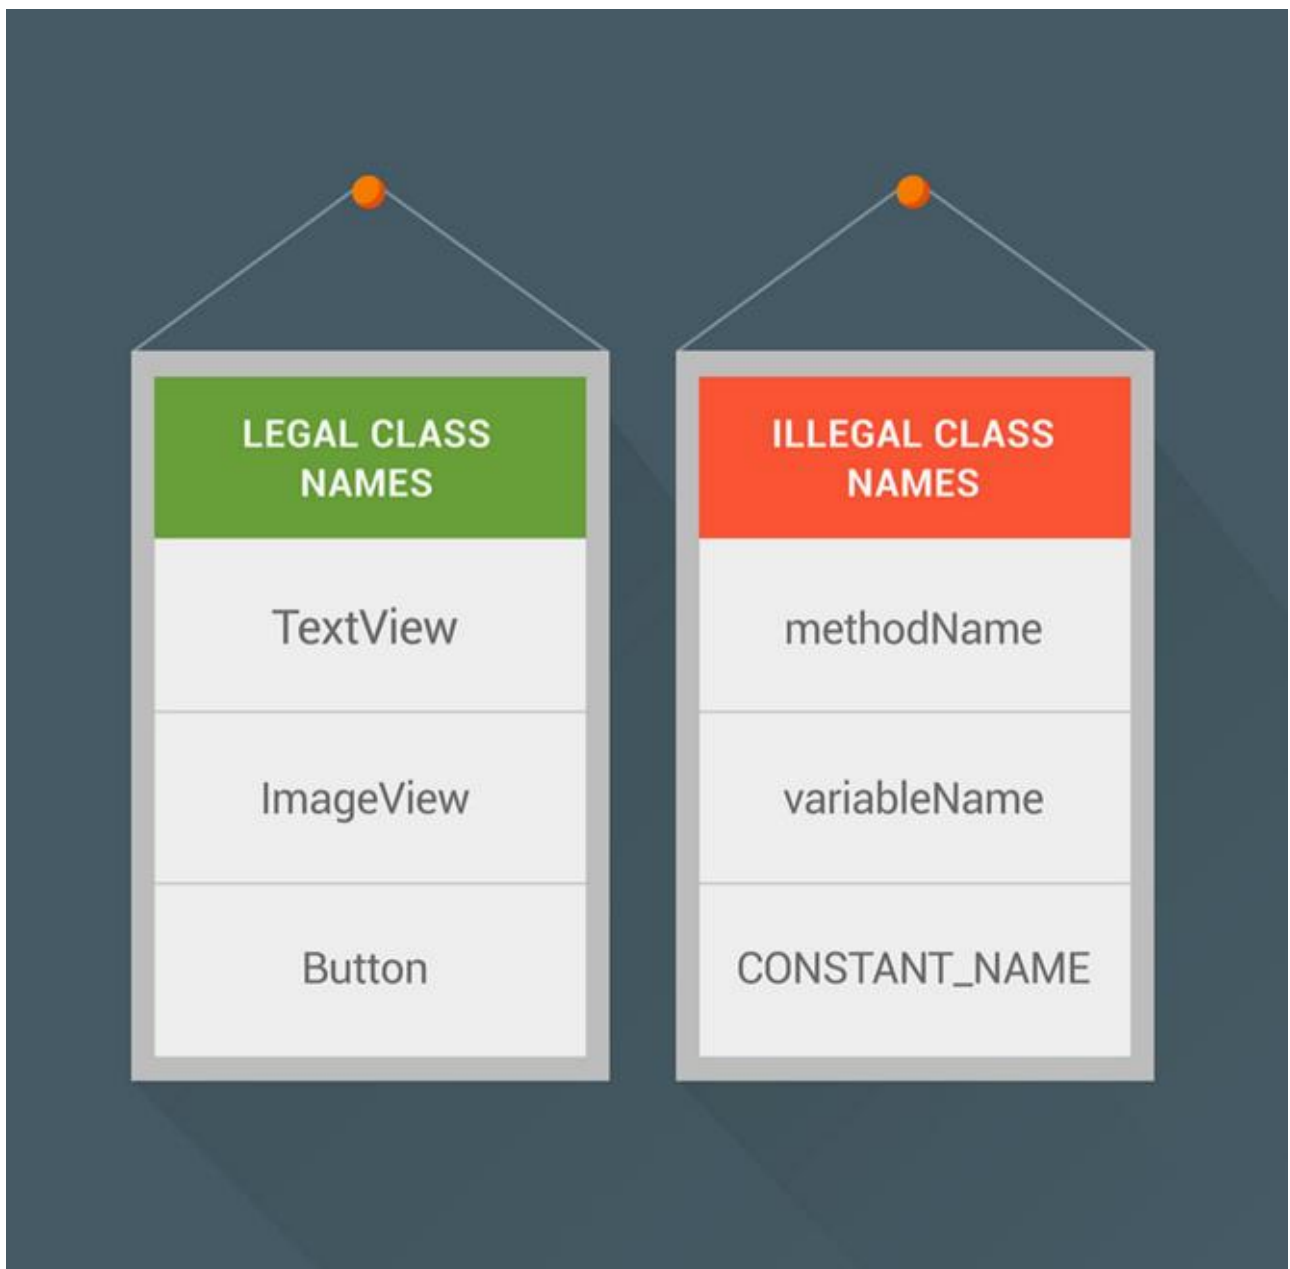 LEGAL CLASS
NAMES
TextView
ImageView
Button
ILLEGAL CLASS
NAMES
methodName
variableName
CONSTANT_NAME